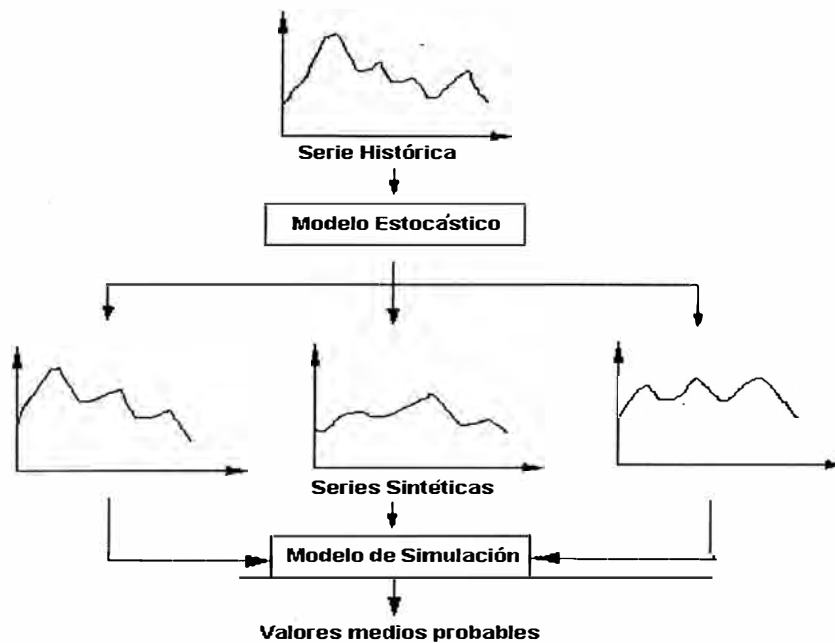 Serie Histórica
Modelo Estocástico
Series Sintéticas
Modelo de Simulación
Valores medios probables